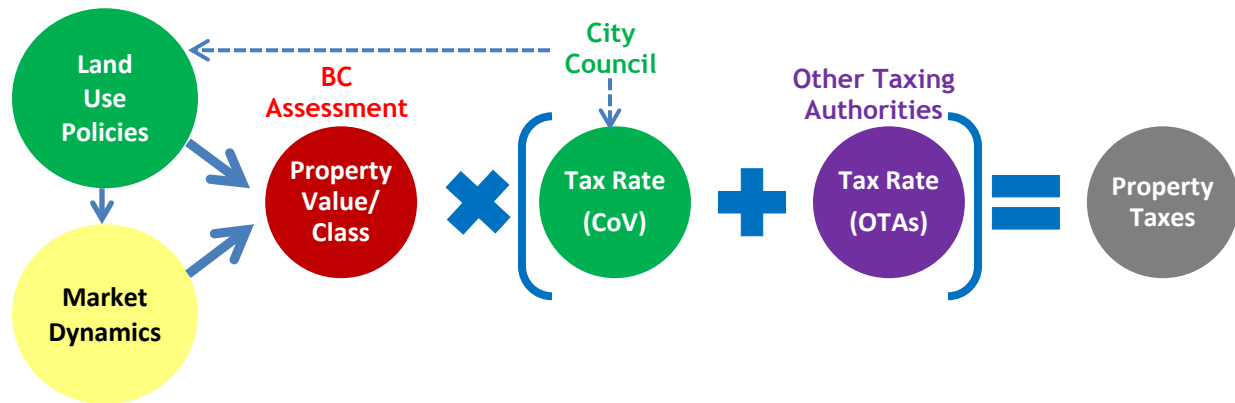 Land
Use
Policies
Market
Dynamics
BC
Assessment
Property
Value/
Class
City
Council
Tax Rate
(CoV)
Other Taxing
Authorities
Tax Rate
(OTAs)
Property
Taxes